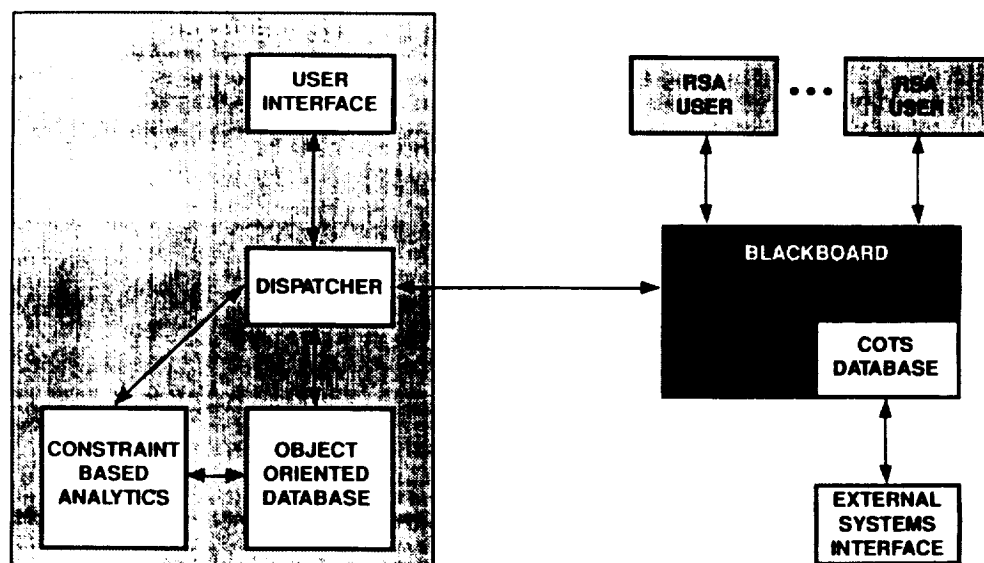 USER
INTERFACE
DISPATCHER
CONSTRAINT
BASED
ANALYTICS
OBJECT
ORIENTED
DATABASE
RSA
USER
RSA
USER
BLACKBOARD
COTS
DATABASE
EXTERNAL
SYSTEMS
INTERFACE